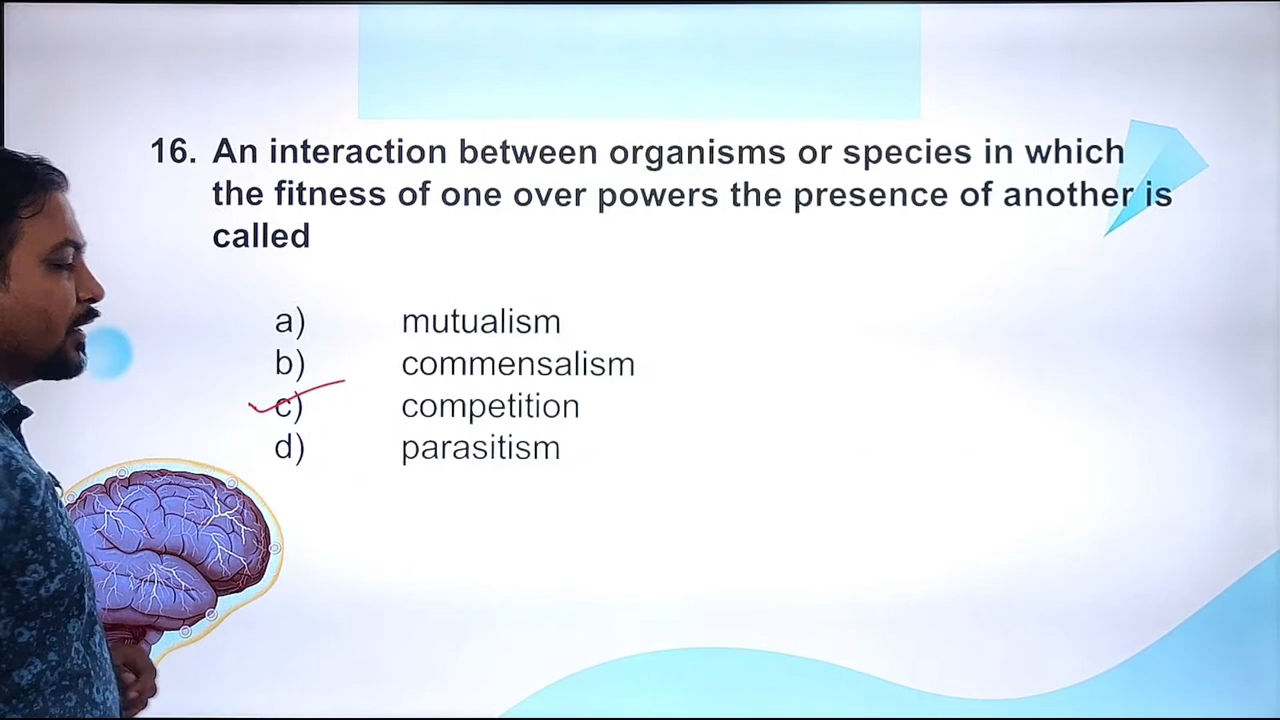 16. An interaction between organisms or species in which
the fitness of one over powers the presence of another is
called
a) mutualism
b) commensalism
c) competition
d) parasitism